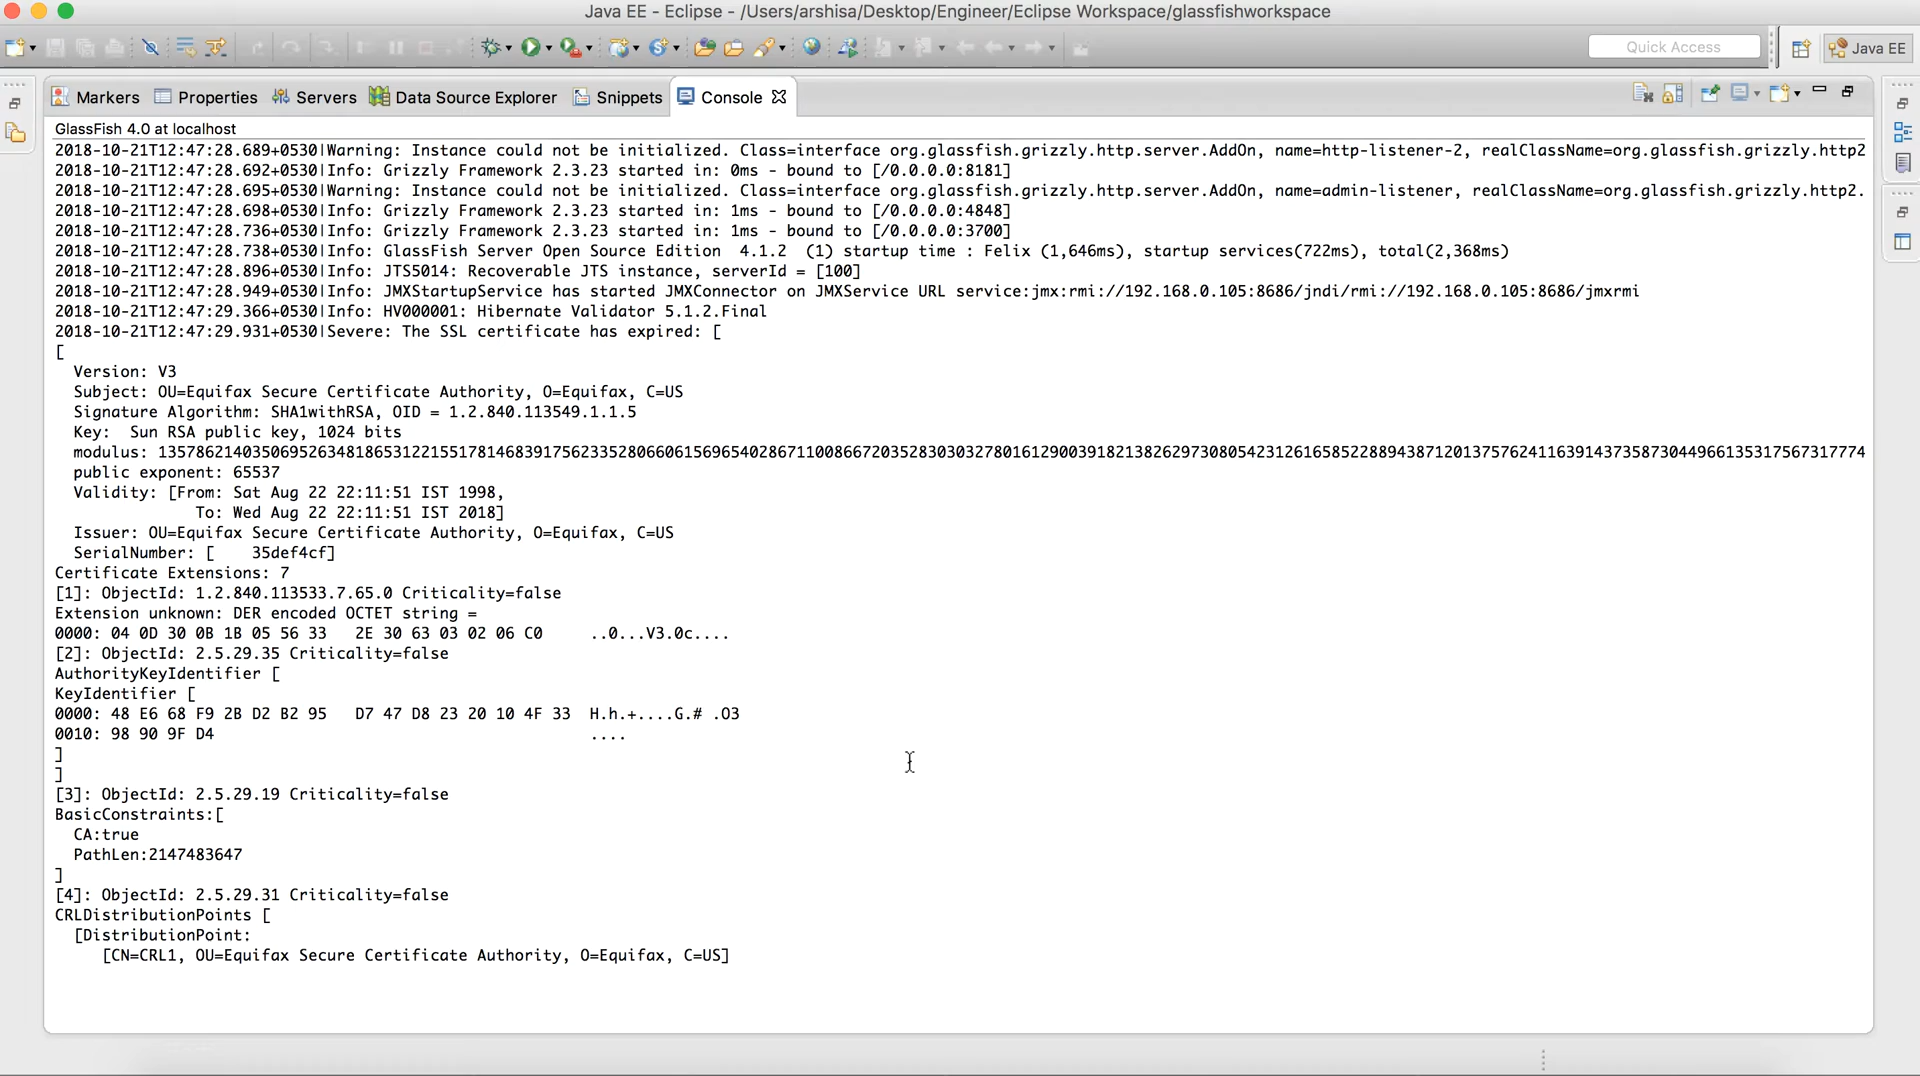 Java EE - Eclipse - /Users/arshisa/Desktop/Engineer/Eclipse Workspace/glassfishworkspace
Quick Access
Java EE
Markers Properties Servers Data Source Explorer Snippets Console
GlassFish 4.0 at localhost
2018-10-21T12:47:28.689+0530|Warning: Instance could not be initialized. Class=interface org.glassfish.grizzly.http.server.AddOn, name=http-listener-2, realClassName=org.glassfish.grizzly.http2
2018-10-21T12:47:28.692+0530|Info: Grizzly Framework 2.3.23 started in: 0ms - bound to [/0.0.0.0:8181]
2018-10-21T12:47:28.695+0530|Warning: Instance could not be initialized. Class=interface org.glassfish.grizzly.http.server.AddOn, name=admin-listener, realClassName=org.glassfish.grizzly.http2.
2018-10-21T12:47:28.698+0530|Info: Grizzly Framework 2.3.23 started in: 1ms - bound to [/0.0.0.0:4848]
2018-10-21T12:47:28.736+0530|Info: Grizzly Framework 2.3.23 started in: 1ms - bound to [/0.0.0.0:3700]
2018-10-21T12:47:28.738+0530|Info: GlassFish Server Open Source Edition  4.1.2  (1) startup time : Felix (1,646ms), startup services(722ms), total(2,368ms)
2018-10-21T12:47:28.896+0530|Info: JTS5014: Recoverable JTS instance, serverId = [100]
2018-10-21T12:47:28.949+0530|Info: JMXStartupService has started JMXConnector on JMXService URL service:jmx:rmi://192.168.0.105:8686/jndi/rmi://192.168.0.105:8686/jmxrmi
2018-10-21T12:47:29.366+0530|Info: HV000001: Hibernate Validator 5.1.2.Final
2018-10-21T12:47:29.931+0530|Severe: The SSL certificate has expired: [
[
Version: V3
Subject: OU=Equifax Secure Certificate Authority, O=Equifax, C=US
Signature Algorithm: SHA1withRSA, OID = 1.2.840.113549.1.1.5
Key:  Sun RSA public key, 1024 bits
modulus: 135786214035069526348186531221551781468391756233528066061569654028671100866720352830303278016129003918213826297308054231261658522889438712013757624116391437358730449661353175673177742
public exponent: 65537
Validity: [From: Sat Aug 22 22:11:51 IST 1998,
To: Wed Aug 22 22:11:51 IST 2018]
Issuer: OU=Equifax Secure Certificate Authority, O=Equifax, C=US
SerialNumber: [    35def4cf]
Certificate Extensions: 7
[1]: ObjectId: 1.2.840.113533.7.65.0 Criticality=false
Extension unknown: DER encoded OCTET string =
0000: 04 0D 30 0B 1B 05 56 33   2E 30 63 03 02 06 C0     ..0...V3.0c....
[2]: ObjectId: 2.5.29.35 Criticality=false
AuthorityKeyIdentifier [
KeyIdentifier [
0000: 48 E6 68 F9 2B D2 B2 95   D7 47 D8 23 20 10 4F 33  H.h.+....G.# .O3
0010: 98 90 9F D4                                        ....
]
]
[3]: ObjectId: 2.5.29.19 Criticality=false
BasicConstraints:[
CA:true
PathLen:2147483647
]
[4]: ObjectId: 2.5.29.31 Criticality=false
CRLDistributionPoints [
[DistributionPoint:
[CN=CRL1, OU=Equifax Secure Certificate Authority, O=Equifax, C=US]